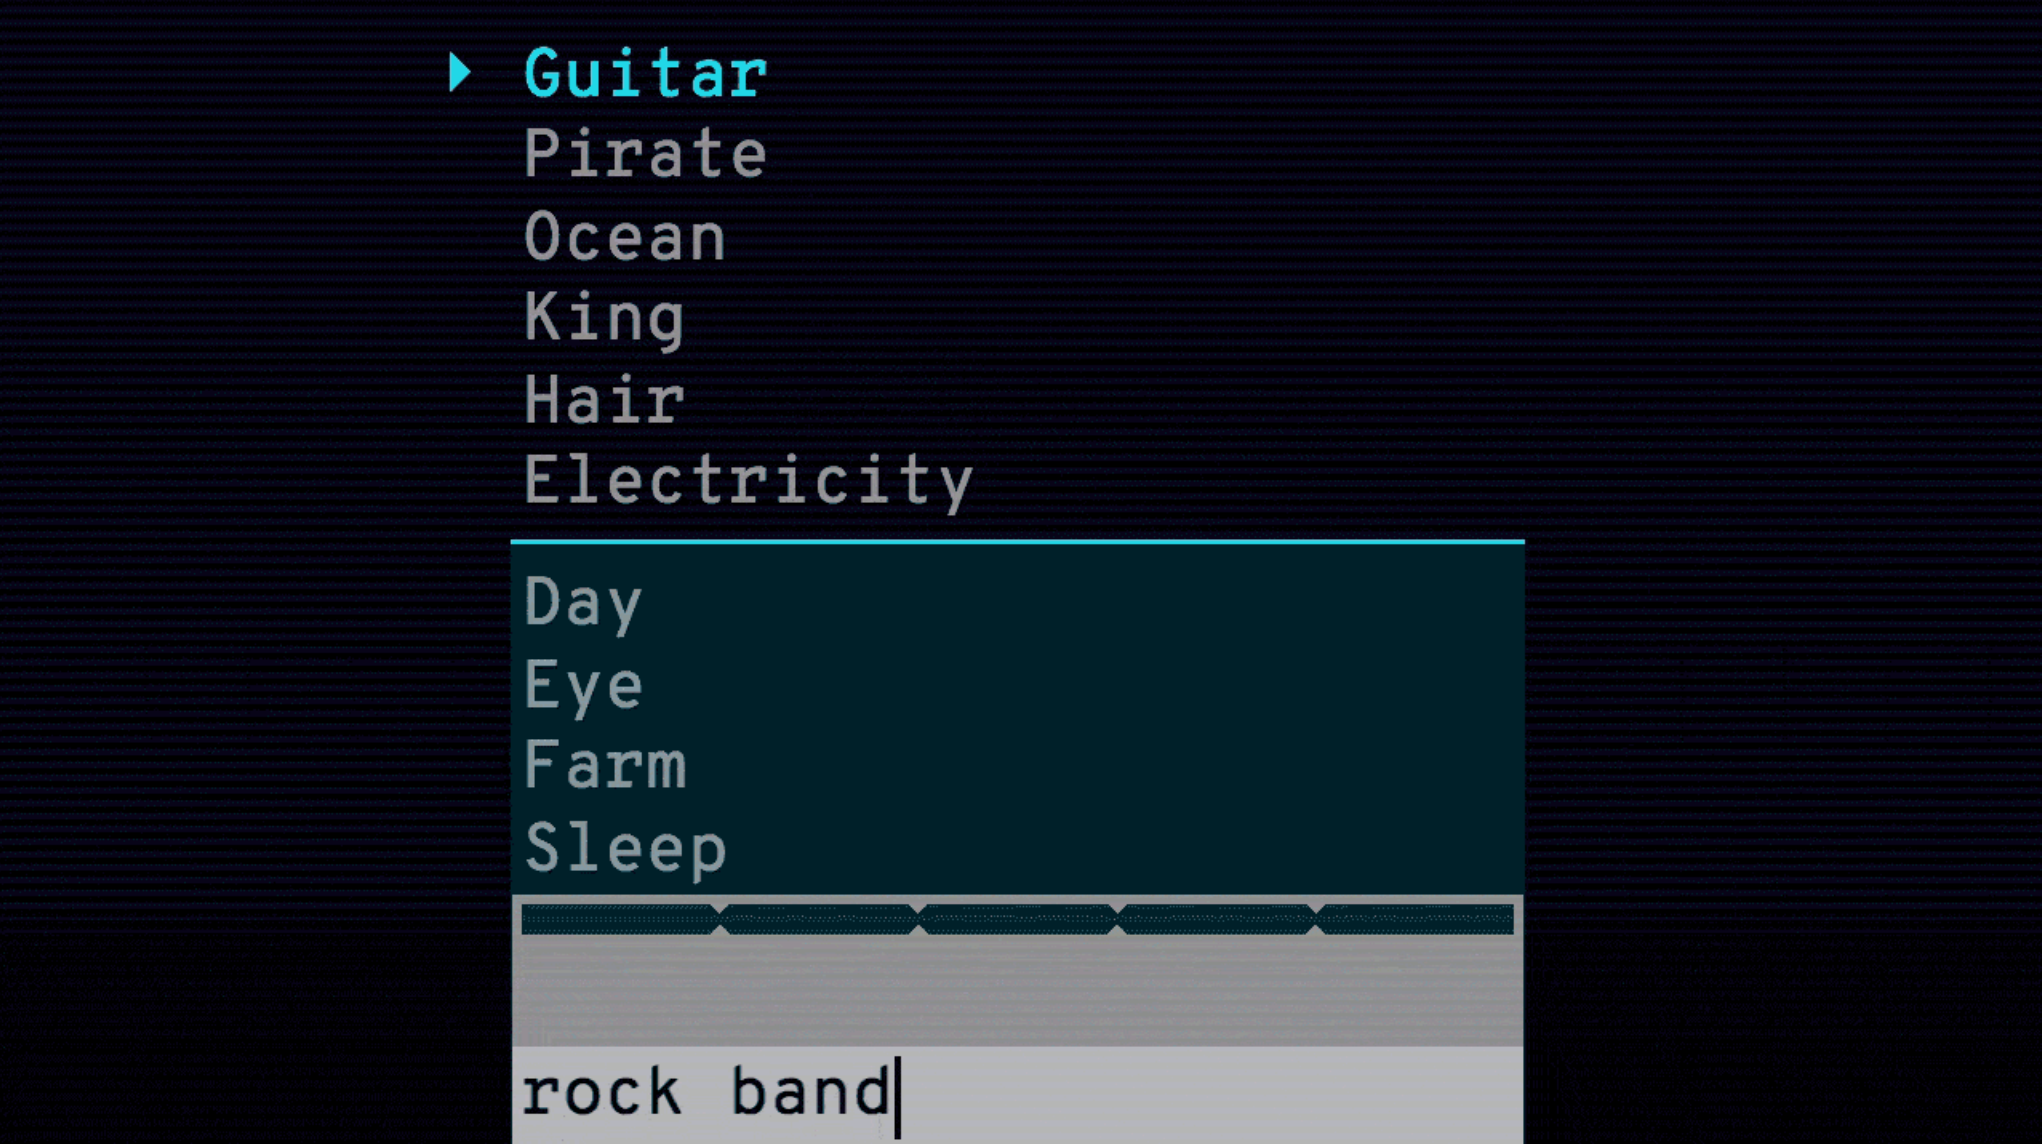 Guitar
Pirate
Ocean
King
Hair
Electricity
Day
Eye
Farm
Sleep
rock band